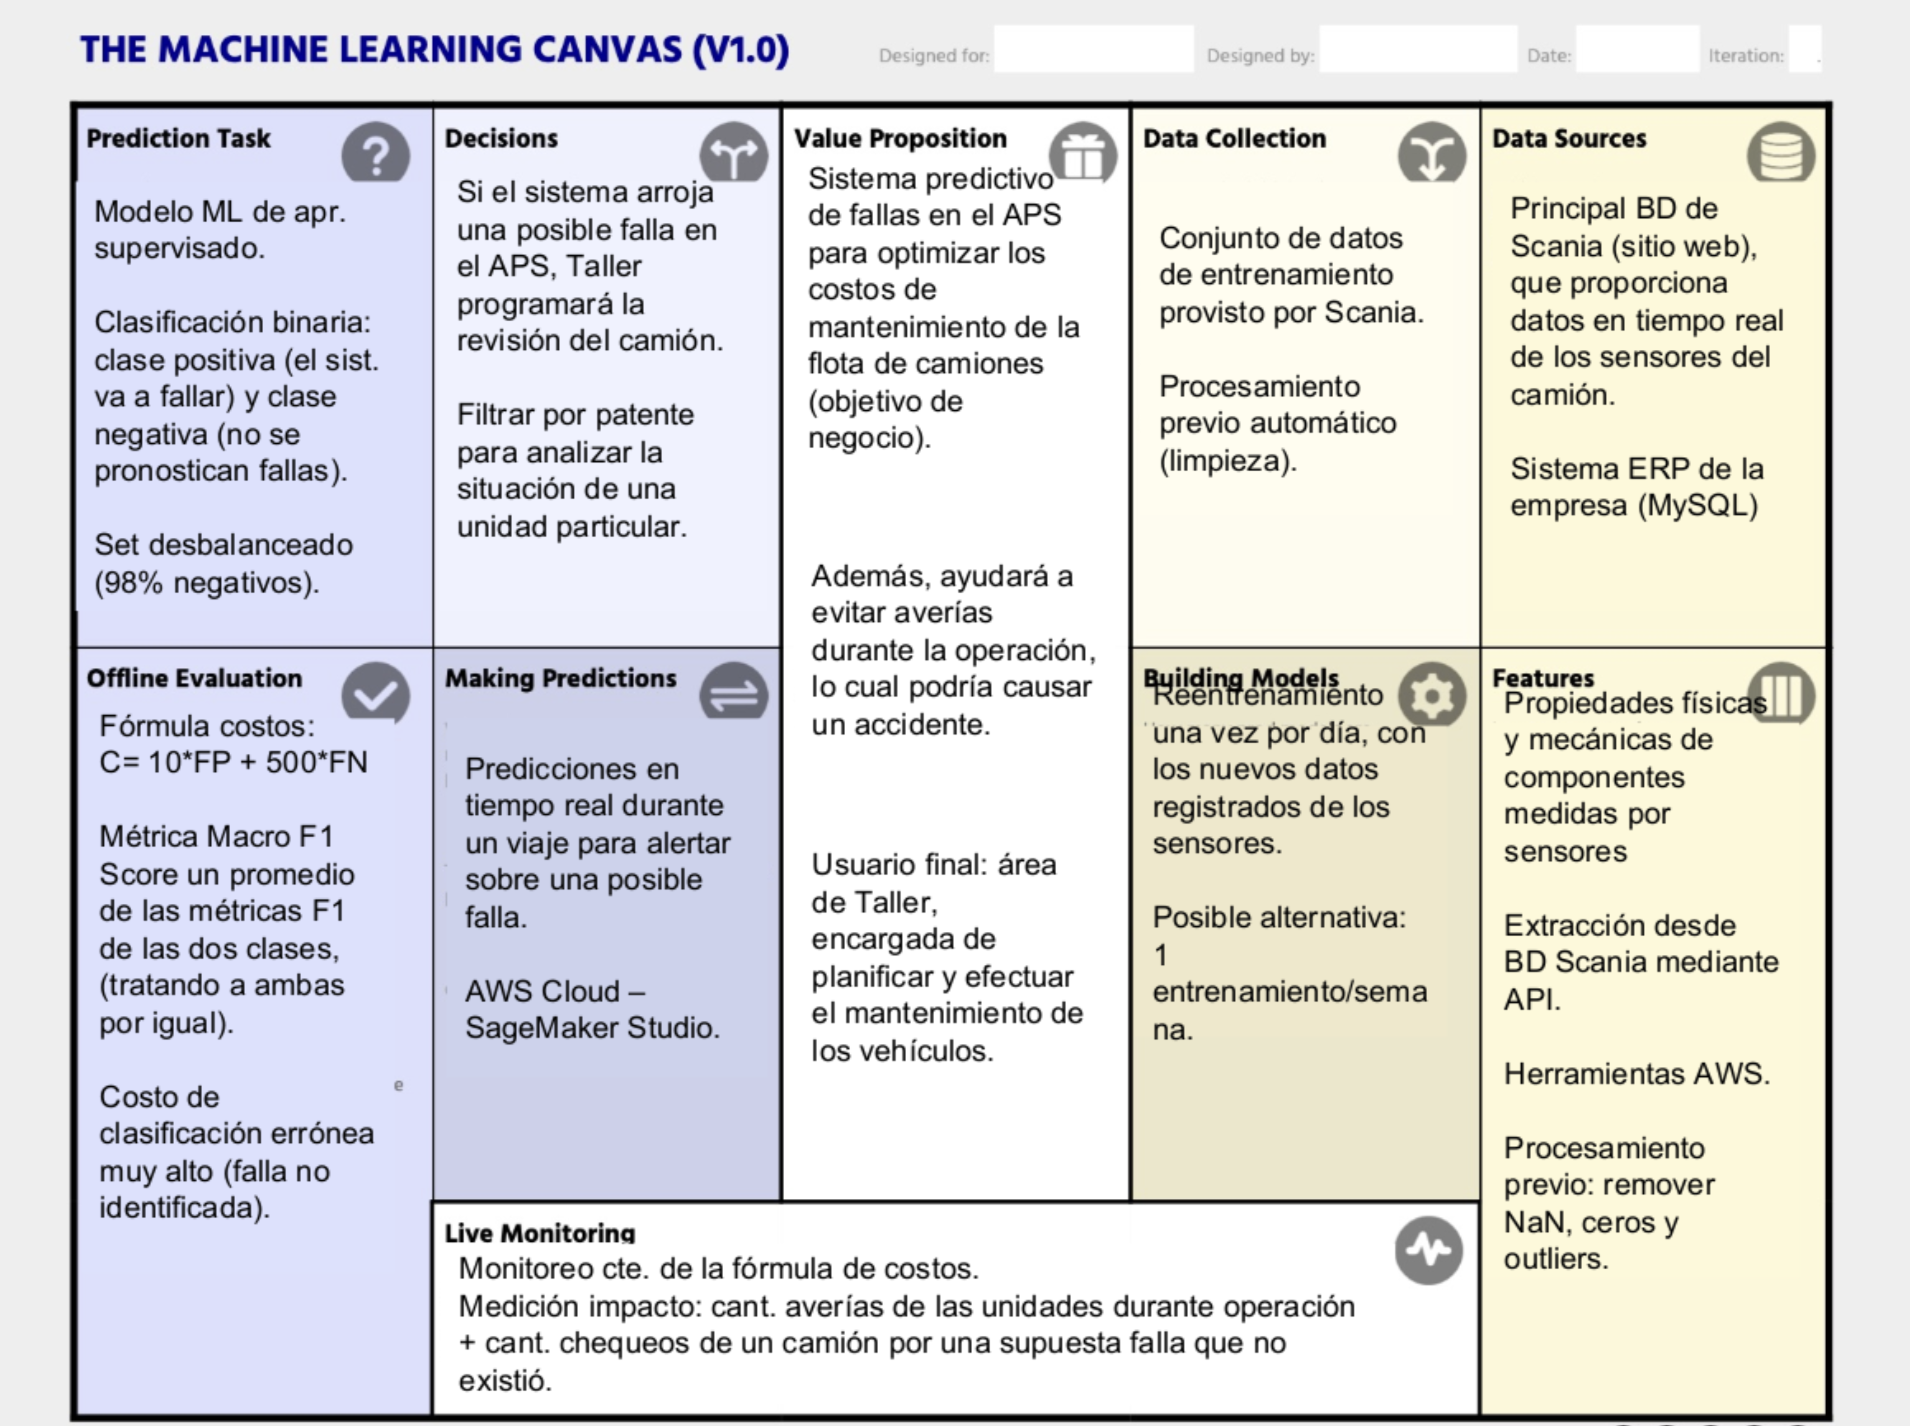 THE MACHINE LEARNING CANVAS (V1.0)
Designed for:
Designed by:
Date:
Iteration:
Prediction Task
Modelo ML de apr.
supervisado.
Clasificación binaria:
clase positiva (el sist.
va a fallar) y clase
negativa (no se
pronostican fallas).
Set desbalanceado
(98% negativos).
Decisions
Si el sistema arroja
una posible falla en
el APS, Taller
programará la
revisión del camión.
Filtrar por patente
para analizar la
situación de una
unidad particular.
Value Proposition
Sistema predictivo
de fallas en el APS
para optimizar los
costos de
mantenimiento de la
flota de camiones
(objetivo de
negocio).
Además, ayudará a
evitar averías
durante la operación,
lo cual podría causar
un accidente.
Usuario final: área
de Taller,
encargada de
planificar y efectuar
el mantenimiento de
los vehículos.
Data Collection
Conjunto de datos
de entrenamiento
provisto por Scania.
Procesamiento
previo automático
(limpieza).
Data Sources
Principal BD de
Scania (sitio web),
que proporciona
datos en tiempo real
de los sensores del
camión.
Sistema ERP de la
empresa (MySQL)
Offline Evaluation
Fórmula costos:
C= 10*FP + 500*FN
Métrica Macro F1
Score un promedio
de las métricas F1
de las dos clases,
(tratando a ambas
por igual).
Costo de
clasificación errónea
muy alto (falla no
identificada).
e
Making Predictions
Predicciones en
tiempo real durante
un viaje para alertar
sobre una posible
falla.
AWS Cloud –
SageMaker Studio.
Building Models
Reentrenamiento
una vez por día, con
los nuevos datos
registrados de los
sensores.
Posible alternativa:
1
entrenamiento/sema
na.
Features
Propiedades físicas
y mecánicas de
componentes
medidas por
sensores
Extracción desde
BD Scania mediante
API.
Herramientas AWS.
Procesamiento
previo: remover
NaN, ceros y
outliers.
Live Monitoring
Monitoreo cte. de la fórmula de costos.
Medición impacto: cant. averías de las unidades durante operación
+ cant. chequeos de un camión por una supuesta falla que no
existió.